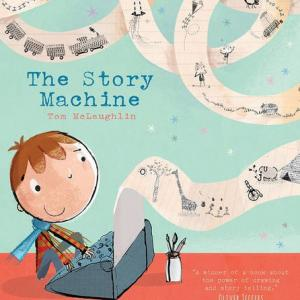 The Story
Machine
Tom McLaughlin
"A winner of a book about
the power of drawing
and story telling."
OLIVER JEFFERS